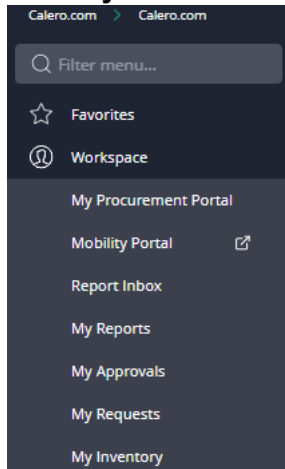 Calero.com > Calero.com
Filter menu...
Favorites
Workspace
My Procurement Portal
Mobility Portal
Report Inbox
My Reports
My Approvals
My Requests
My Inventory